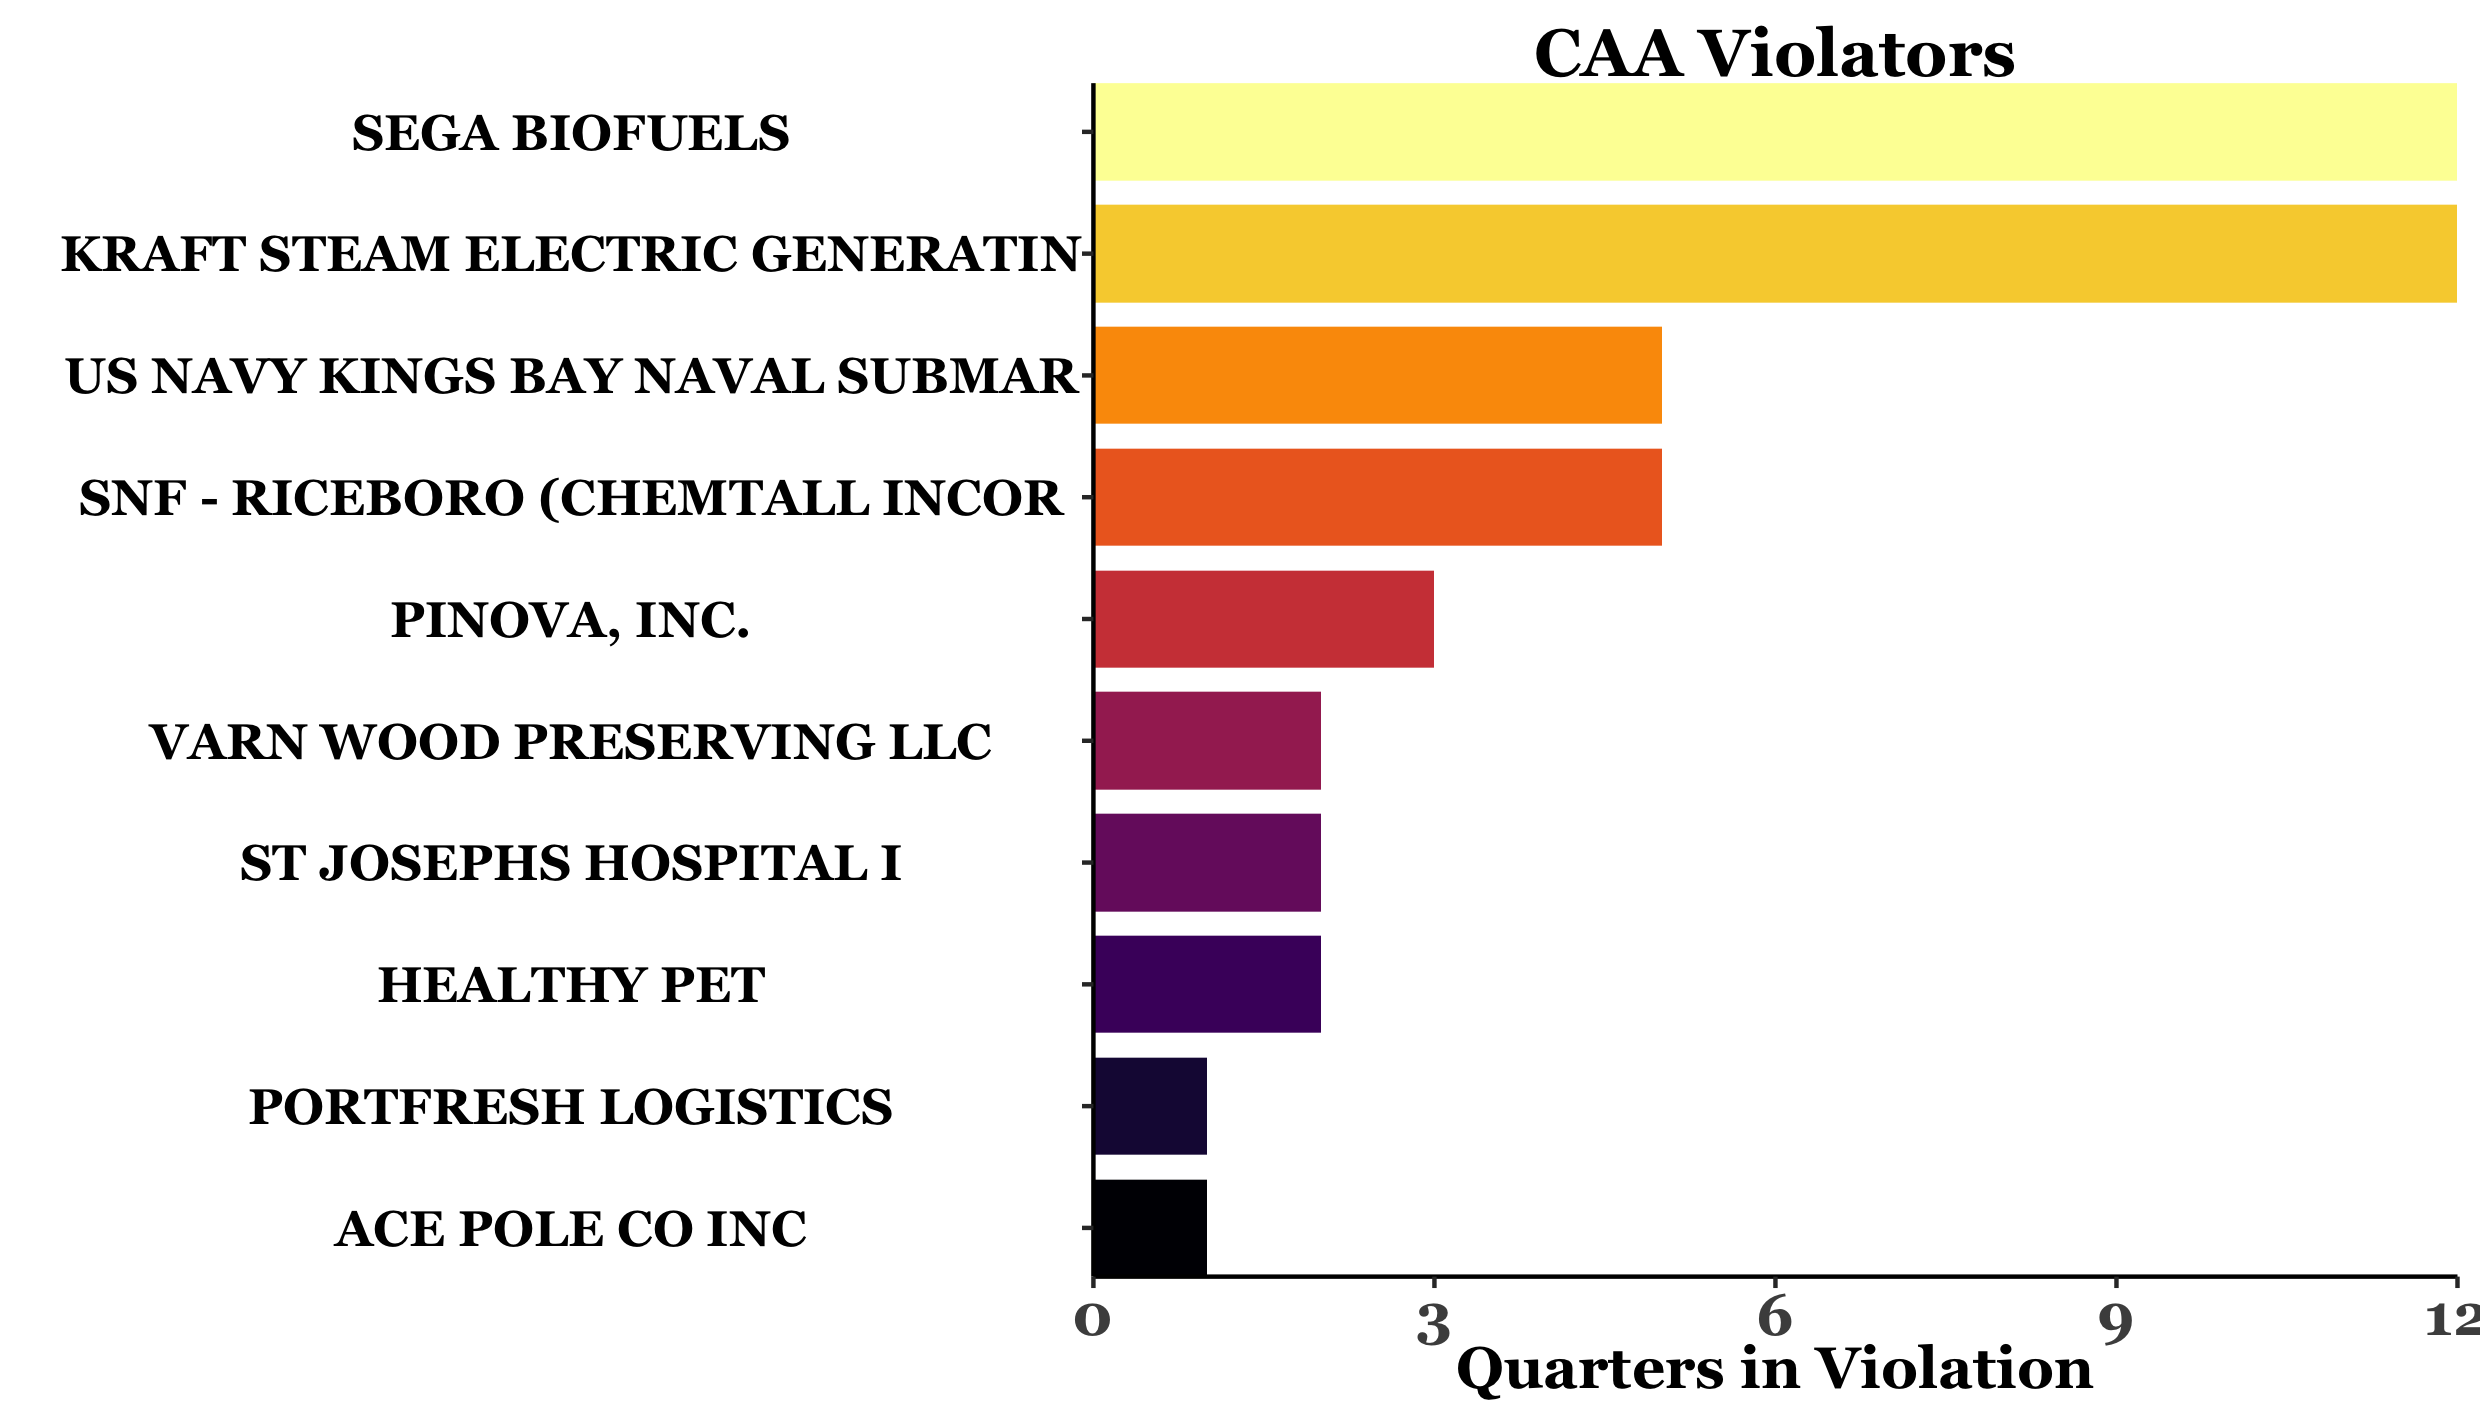 CAA Violators
SEGA BIOFUELS
KRAFT STEAM ELECTRIC GENERATIN
US NAVY KINGS BAY NAVAL SUBMAR
SNF - RICEBORO (CHEMTALL INCOR
PINOVA, INC.
VARN WOOD PRESERVING LLC
ST JOSEPHS HOSPITAL I
HEALTHY PET
PORTFRESH LOGISTICS
ACE POLE CO INC
0 3 6 9 12
Quarters in Violation